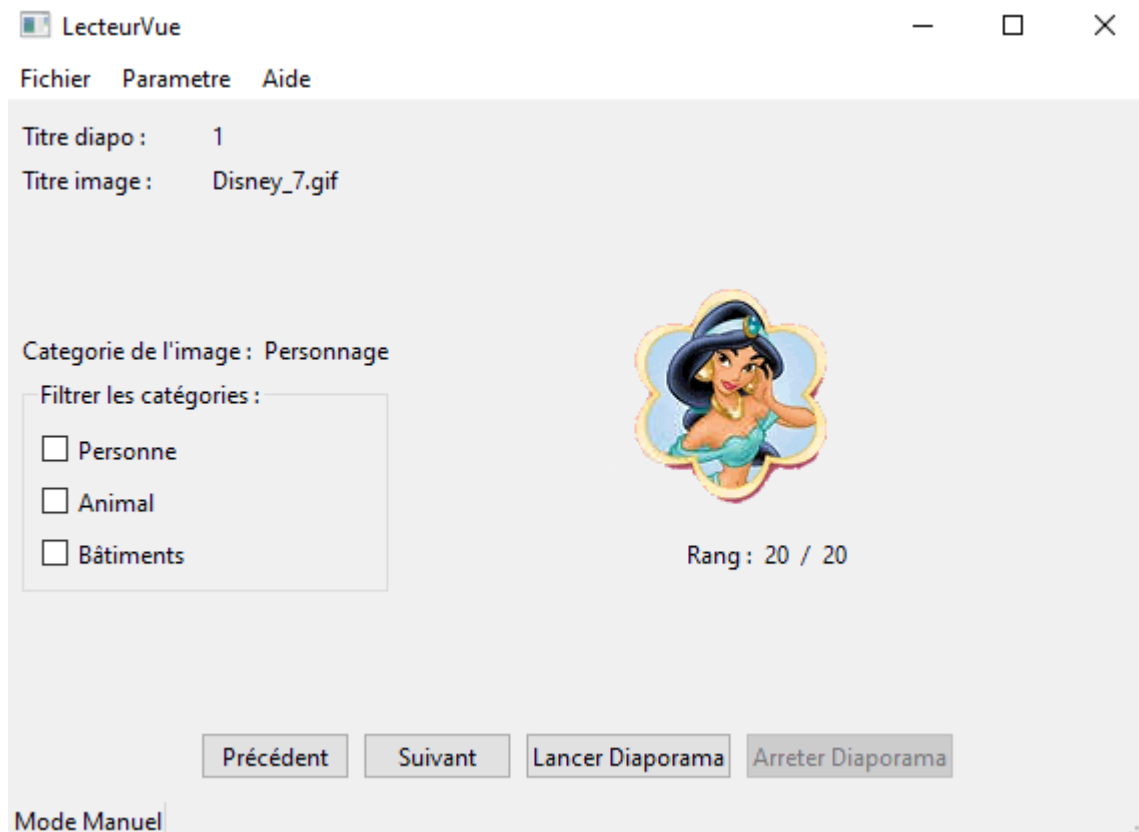 LecteurVue
Fichier Parametre Aide
Titre diapo : 1
Titre image : Disney_7.gif
Categorie de l'image : Personnage
Filtrer les catégories :
Personne
Animal
Bâtiments
Rang : 20 / 20
Précédent Suivant Lancer Diaporama Arreter Diaporama
Mode Manuel